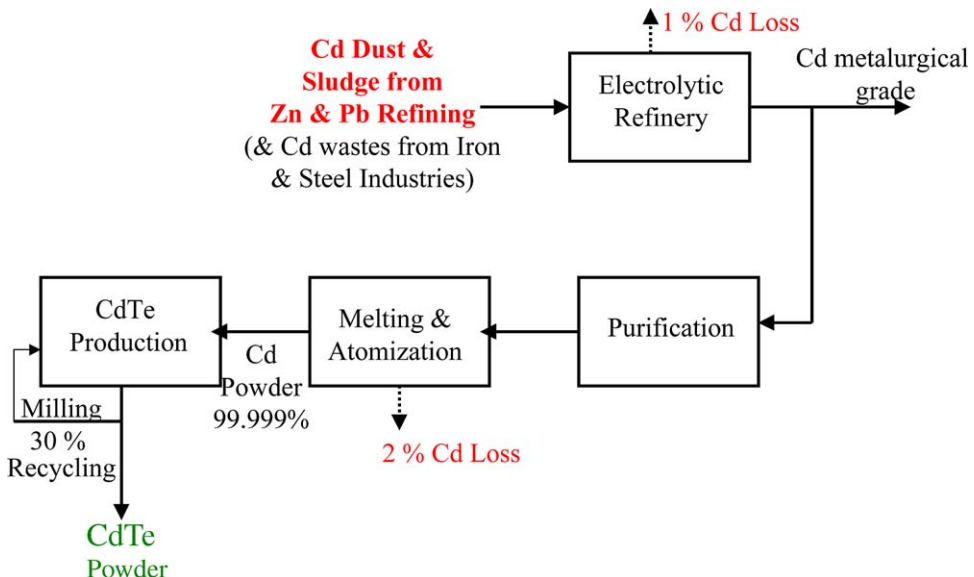 1 % Cd Loss
Cd Dust &
Sludge from
Zn & Pb Refining
(& Cd wastes from Iron
& Steel Industries)
Electrolytic
Refinery
Cd metalurgical
grade
CdTe
Production
Melting &
Atomization
Purification
Cd
Powder
99.999%
Milling
30 %
Recycling
2 % Cd Loss
CdTe
Powder